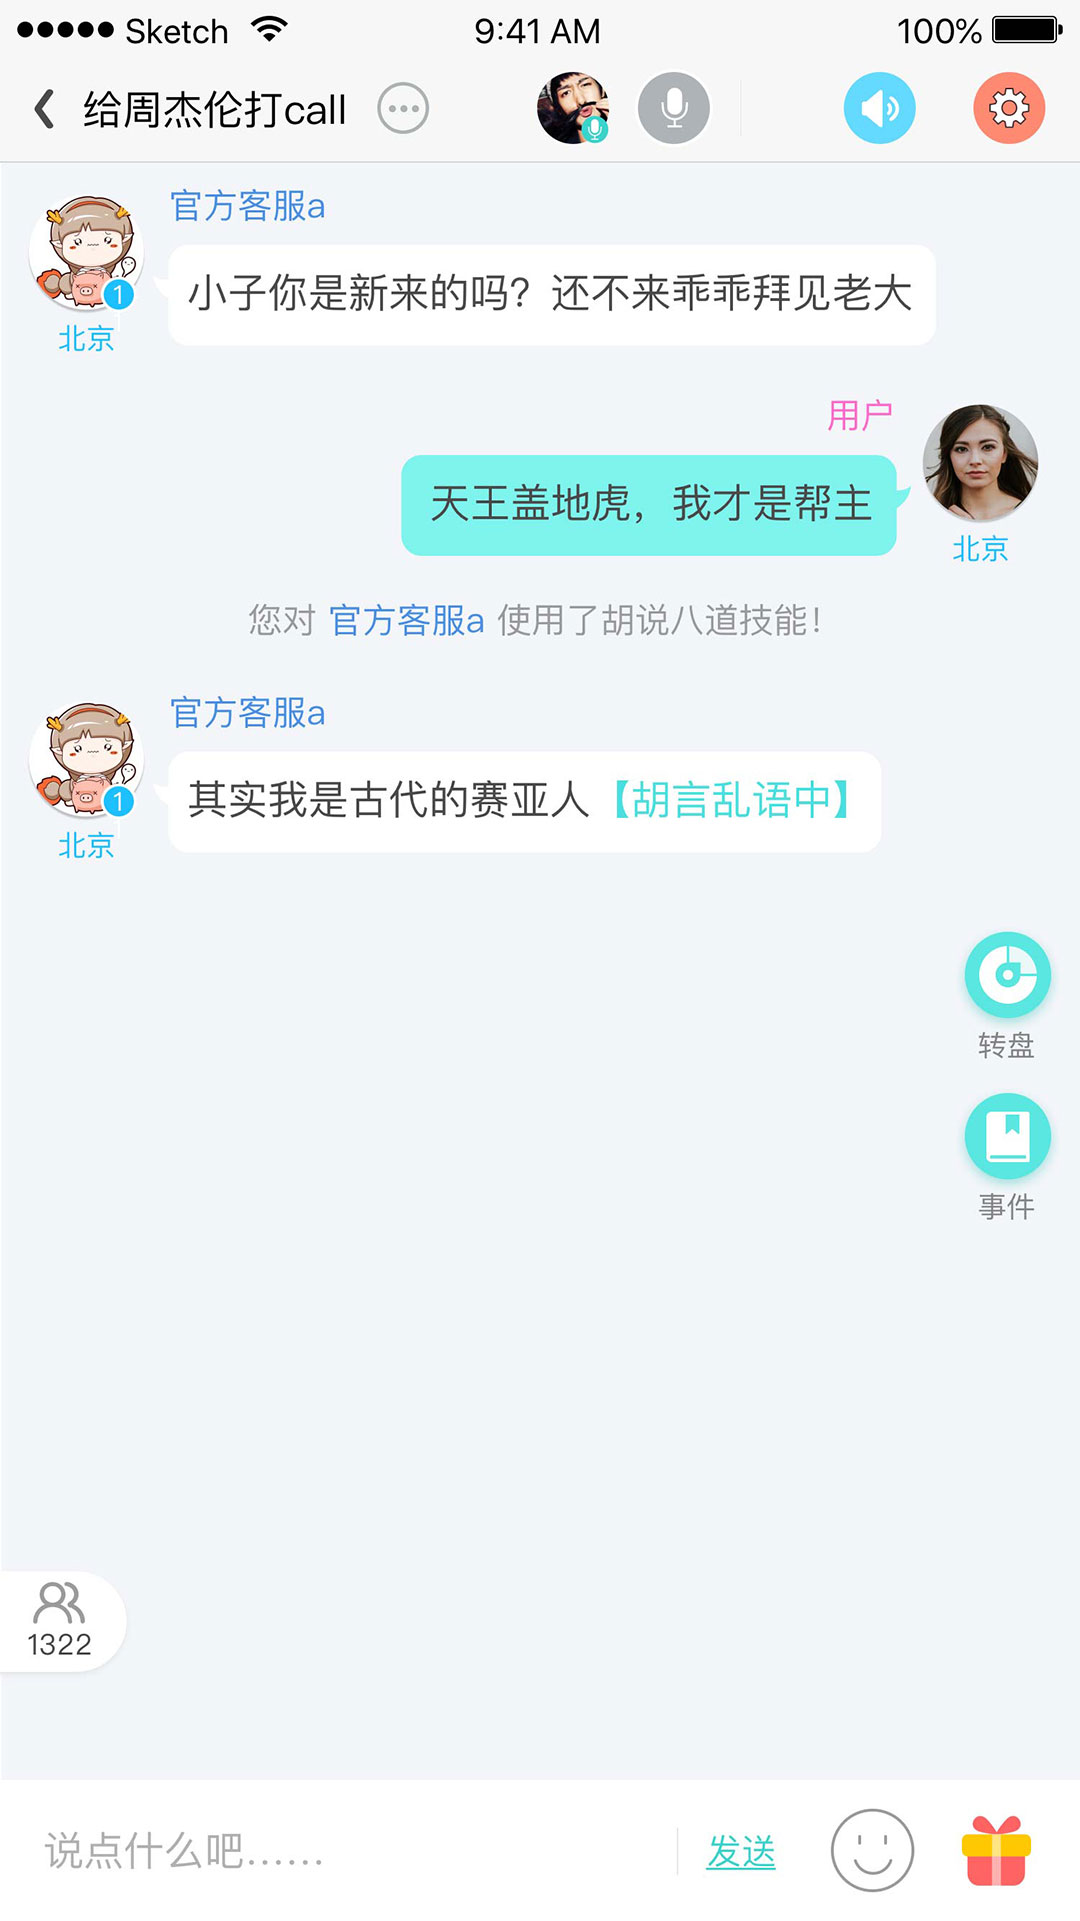 Sketch 9:41 AM 100%
给周杰伦打call
官方客服a
小子你是新来的吗？还不来乖乖拜见老大
1
北京
用户
天王盖地虎，我才是帮主
北京
您对 官方客服a 使用了胡说八道技能！
官方客服a
其实我是古代的赛亚人【胡言乱语中】
1
北京
转盘
事件
1322
说点什么吧…… 发送